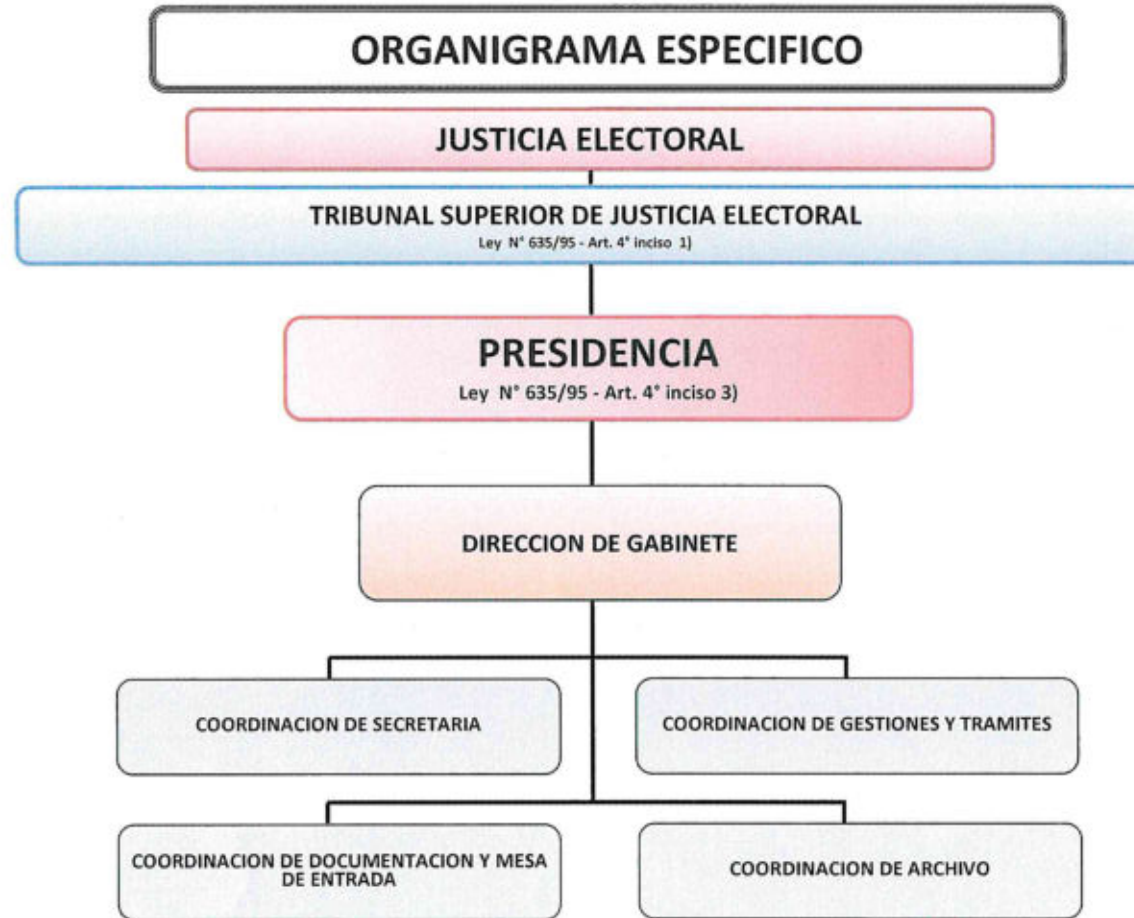 ORGANIGRAMA ESPECIFICO
JUSTICIA ELECTORAL
TRIBUNAL SUPERIOR DE JUSTICIA ELECTORAL
Ley N° 635/95 - Art. 4° inciso 1)
PRESIDENCIA
Ley N° 635/95 - Art. 4° inciso 3)
DIRECCION DE GABINETE
COORDINACION DE SECRETARIA
COORDINACION DE GESTIONES Y TRAMITES
COORDINACION DE DOCUMENTACION Y MESA
DE ENTRADA
COORDINACION DE ARCHIVO